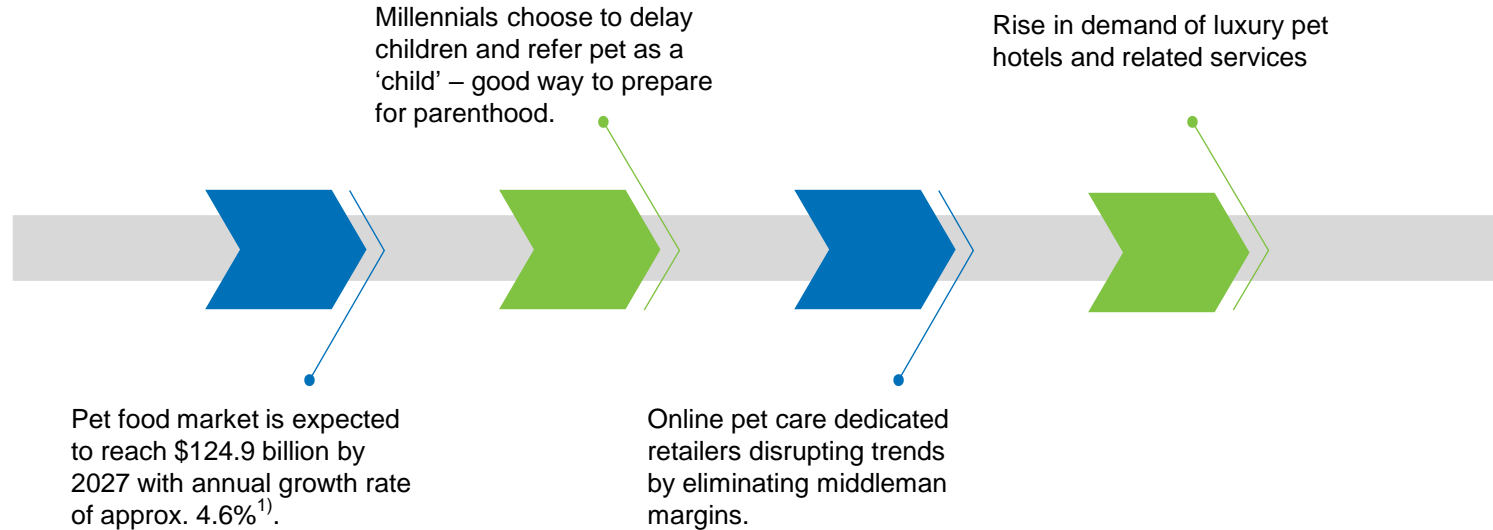 Millennials choose to delay
children and refer pet as a
‘child’ – good way to prepare
for parenthood.
Rise in demand of luxury pet
hotels and related services
Pet food market is expected
to reach $124.9 billion by
2027 with annual growth rate
of approx. 4.6%1).
Online pet care dedicated
retailers disrupting trends
by eliminating middleman
margins.